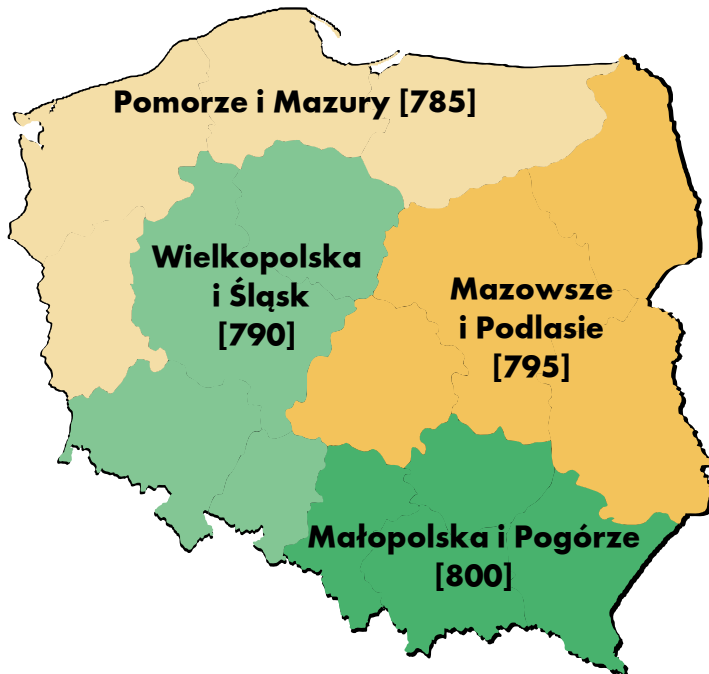 Pomorze i Mazury [785]
Wielkopolska
i Śląsk
[790]
Mazowsze
i Podlasie
[795]
Małopolska i Pogórze
[800]